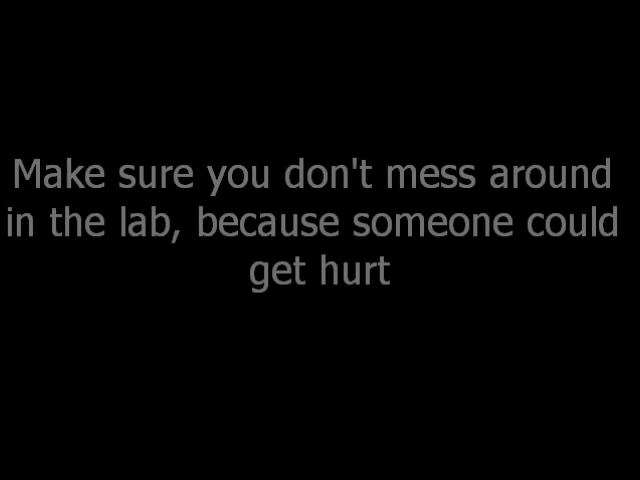 Make sure you don't mess around
in the lab, because someone could
get hurt